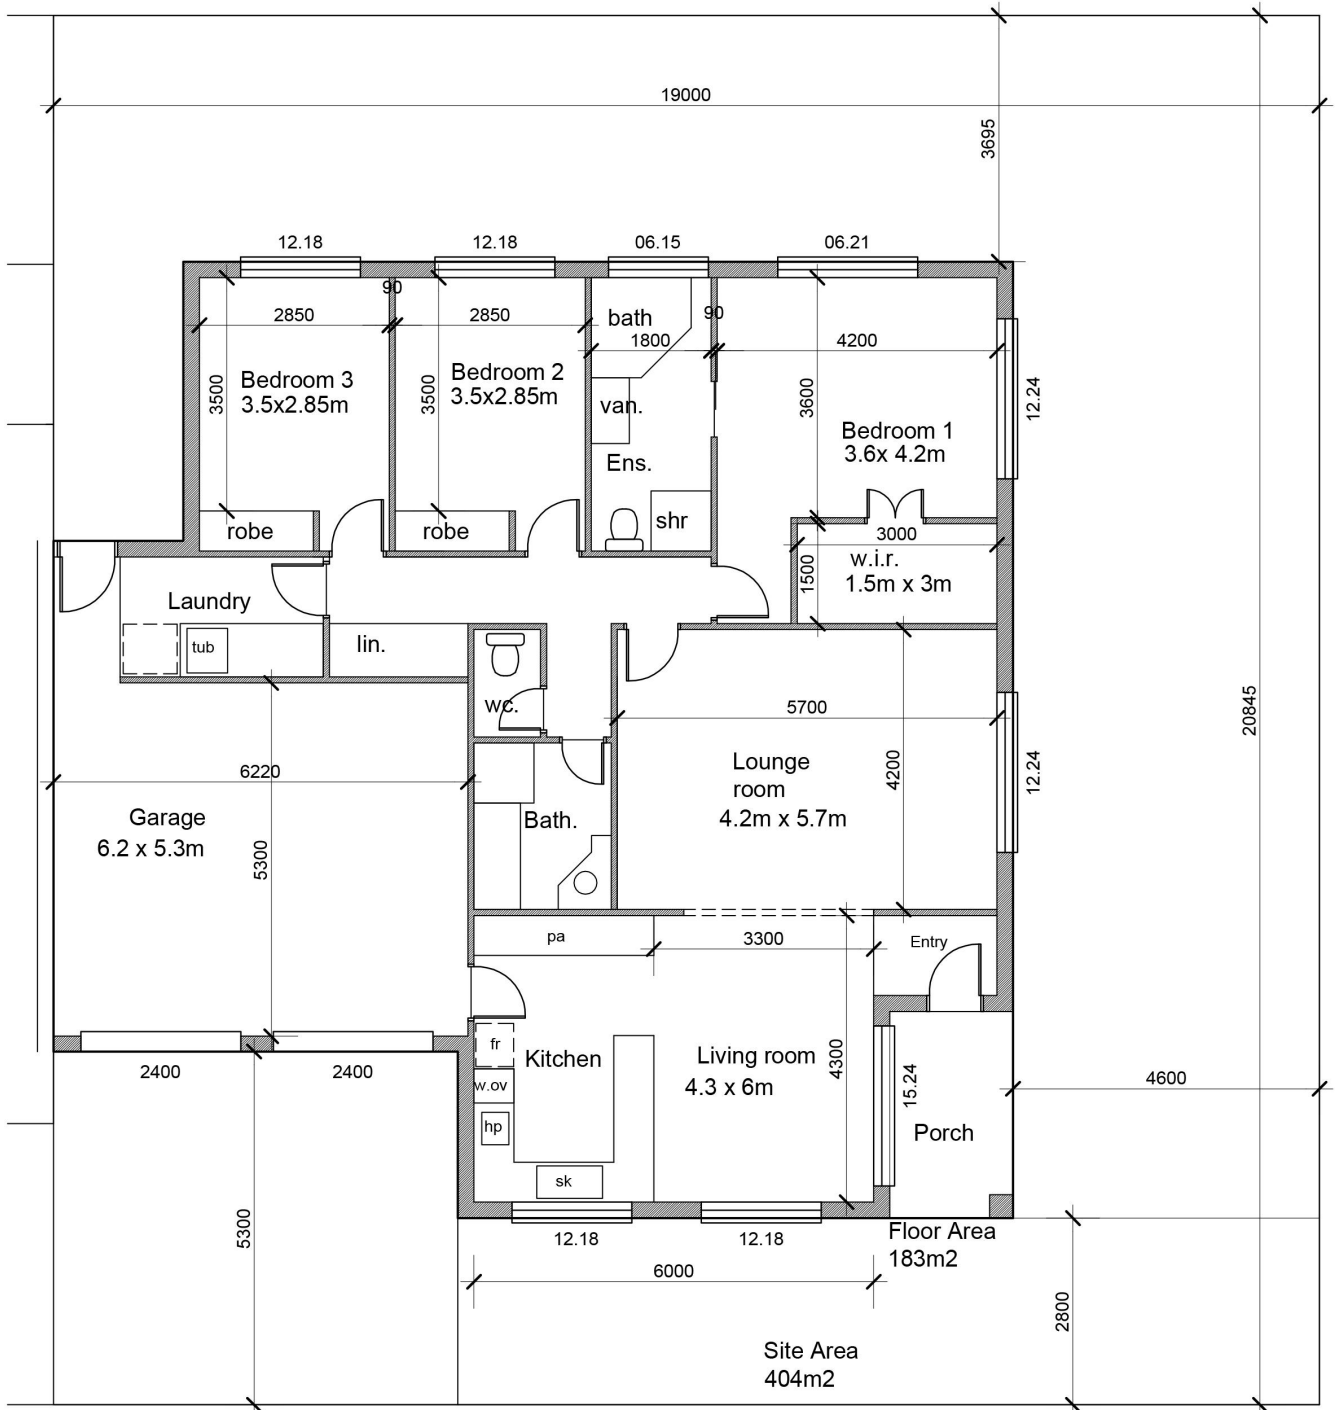 19000
3695
12.18
12.18
06.15
06.21
90
2850
2850
bath
90
1800
4200
Bedroom 3
3.5x2.85m
Bedroom 2
3.5x2.85m
3500
3500
van.
3600
12.24
Bedroom 1
3.6x 4.2m
Ens.
robe
robe
shr
3000
w.i.r.
1.5m x 3m
1500
Laundry
tub
lin.
wc.
5700
20845
6220
Lounge
room
4.2m x 5.7m
4200
12.24
Garage
6.2 x 5.3m
5300
Bath.
pa
3300
Entry
fr
Kitchen
Living room
4.3 x 6m
4300
2400
2400
w.ov
15.24
4600
hp
Porch
sk
12.18
12.18
Floor Area
183m2
5300
6000
2800
Site Area
404m2